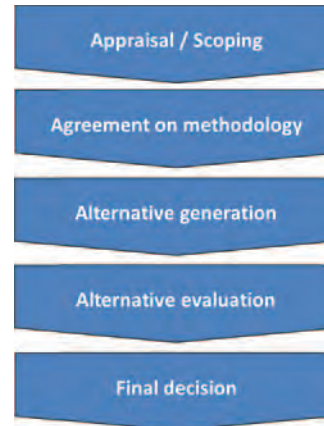 Appraisal / Scoping
Agreement on methodology
Alternative generation
Alternative evaluation
Final decision